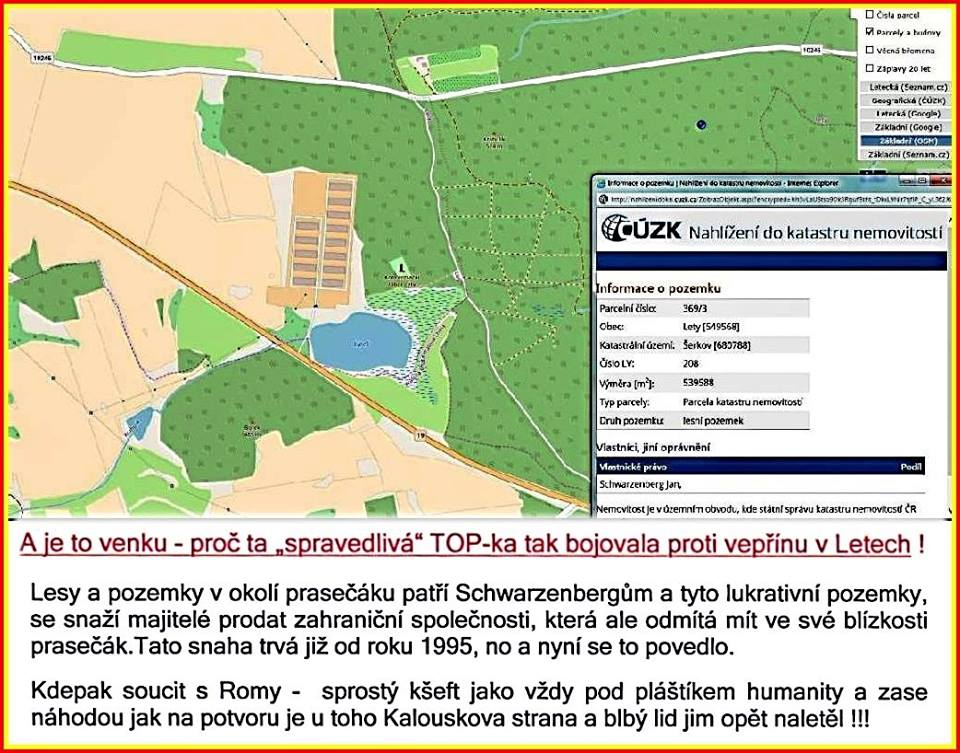 Čísla parcel
Parcely a budovy
Věcná břemena
Záplavy 20 let
Letecká (Seznam.cz)
Geografická (ČÚZK)
Letecká (Google)
Základní (Google)
Základní (OSM)
Základní (Seznam.cz)
10246
10246
19
Informace o pozemku | Nahlížení do katastru nemovitostí - Internet Explorer
ČÚZK Nahlížení do katastru nemovitostí
Informace o pozemku
Parcelní číslo: 369/3
Obec: Lety [549568]
Katastrální území: Šerkov [680788]
Číslo LV: 208
Výměra [m²]: 539588
Typ parcely: Parcela katastru nemovitostí
Druh pozemku: lesní pozemek
Vlastníci, jiní oprávnění
Vlastnické právo Podíl
Schwarzenberg Jan,
Nemovitost je v územním obvodu, kde státní správu katastru nemovitostí ČR
A je to venku - proč ta „spravedlivá“ TOP-ka tak bojovala proti vepřínu v Letech !
Lesy a pozemky v okolí prasečáku patří Schwarzenbergům a tyto lukrativní pozemky,
se snaží majitelé prodat zahraniční společnosti, která ale odmítá mít ve své blízkosti
prasečák.Tato snaha trvá již od roku 1995, no a nyní se to povedlo.
Kdepak soucit s Romy - sprostý kšeft jako vždy pod pláštíkem humanity a zase
náhodou jak na potvoru je u toho Kalouskova strana a blbý lid jim opět naletěl !!!